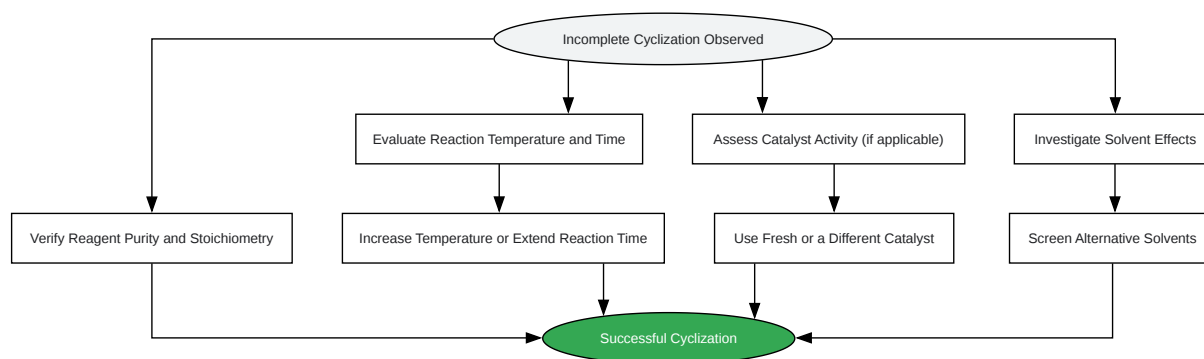 Incomplete Cyclization Observed
Evaluate Reaction Temperature and Time
Assess Catalyst Activity (if applicable)
Investigate Solvent Effects
Verify Reagent Purity and Stoichiometry
Increase Temperature or Extend Reaction Time
Use Fresh or a Different Catalyst
Screen Alternative Solvents
Successful Cyclization